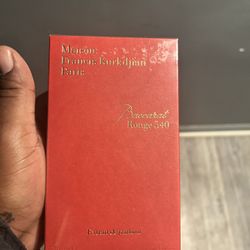 Maison
Francis Kurkdjian
Paris
Baccarat
Rouge 540
Extrait de parfum